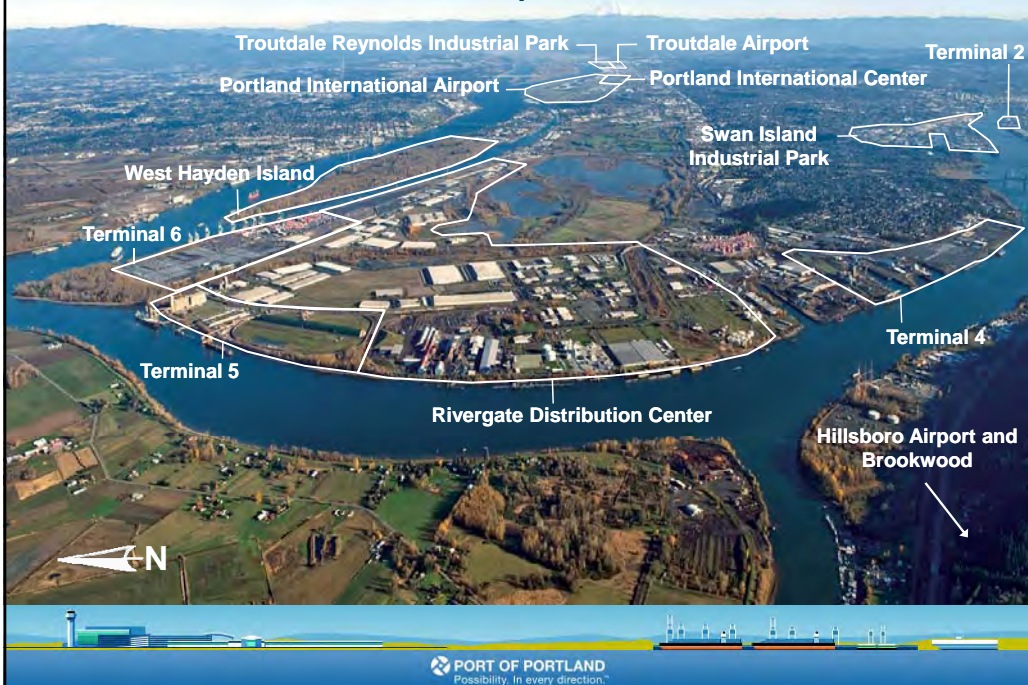 Troutdale Reynolds Industrial Park
Troutdale Airport
Terminal 2
Portland International Airport
Portland International Center
Swan Island
Industrial Park
West Hayden Island
Terminal 6
Terminal 5
Terminal 4
Rivergate Distribution Center
Hillsboro Airport and
Brookwood
N
PORT OF PORTLAND
Possibility. In every direction.™